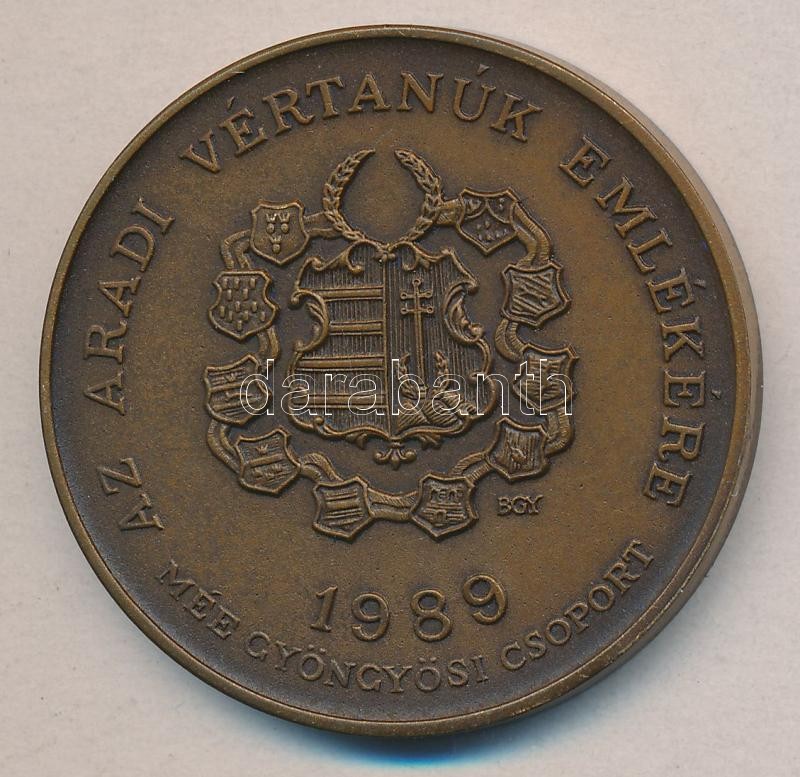 AZ ARADI VÉRTANÚK EMLÉKÉRE
BGY
1989
MÉE GYÖNGYÖSI CSOPORT
darabanth